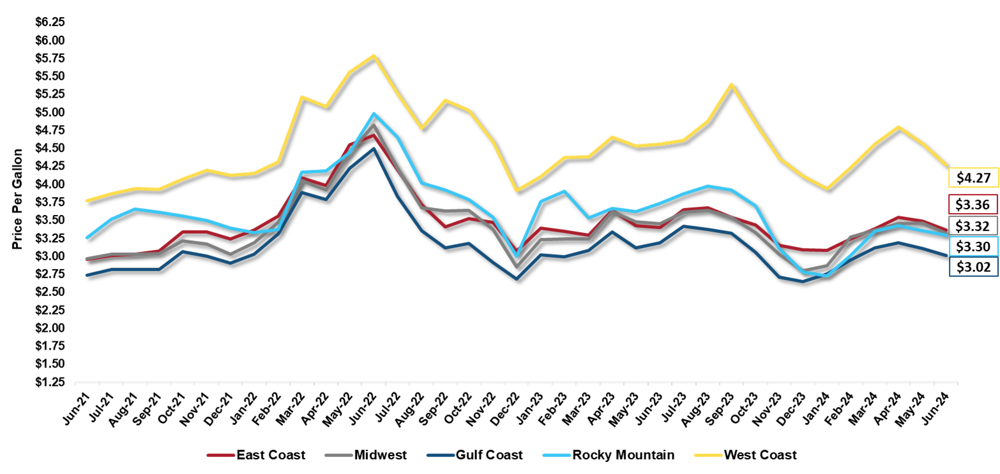 $6.25
$6.00
$5.75
$5.50
$5.25
$5.00
$4.75
$4.50
$4.25
$4.00
$3.75
$3.50
$3.25
$3.00
$2.75
$2.50
$2.25
$2.00
$1.75
$1.50
$1.25
Price Per Gallon
$4.27
$3.36
$3.32
$3.30
$3.02
Jun-21
Jul-21
Aug-21
Sep-21
Oct-21
Nov-21
Dec-21
Jan-22
Feb-22
Mar-22
Apr-22
May-22
Jun-22
Jul-22
Aug-22
Sep-22
Oct-22
Nov-22
Dec-22
Jan-23
Feb-23
Mar-23
Apr-23
May-23
Jun-23
Jul-23
Aug-23
Sep-23
Oct-23
Nov-23
Dec-23
Jan-24
Feb-24
Mar-24
Apr-24
May-24
Jun-24
East Coast
Midwest
Gulf Coast
Rocky Mountain
West Coast